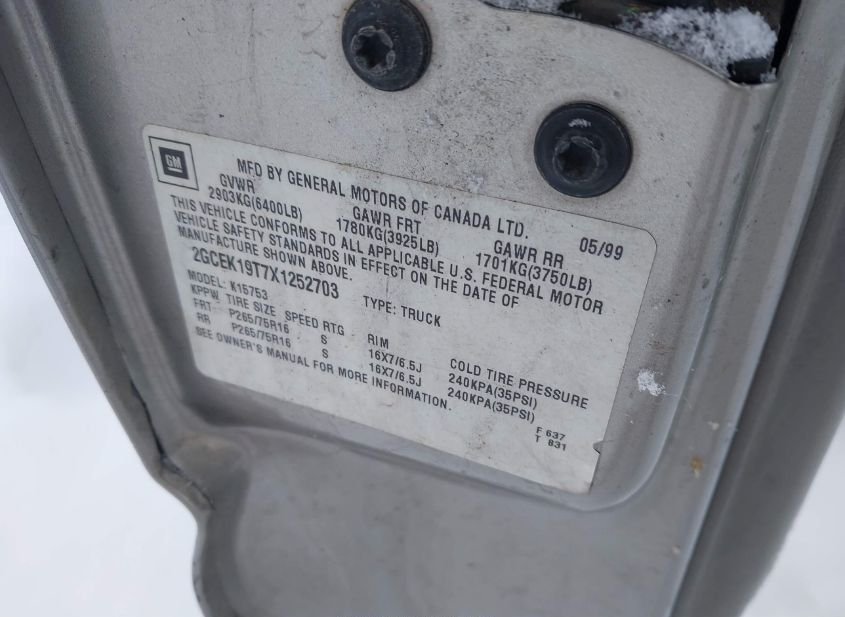 GM
MFD BY GENERAL MOTORS OF CANADA LTD.
GVWR GAWR FRT GAWR RR 05/99
2903KG(6400LB) 1780KG(3925LB) 1701KG(3750LB)
THIS VEHICLE CONFORMS TO ALL APPLICABLE U.S. FEDERAL MOTOR
VEHICLE SAFETY STANDARDS IN EFFECT ON THE DATE OF
MANUFACTURE SHOWN ABOVE.
2GCEK19T7X1252703 TYPE: TRUCK
MODEL: K15753
KPPW TIRE SIZE SPEED RTG RIM COLD TIRE PRESSURE
FRT P265/75R16 S 16X7/6.5J 240KPA(35PSI)
RR P265/75R16 S 16X7/6.5J 240KPA(35PSI)
SEE OWNER'S MANUAL FOR MORE INFORMATION.
F 637
T 831